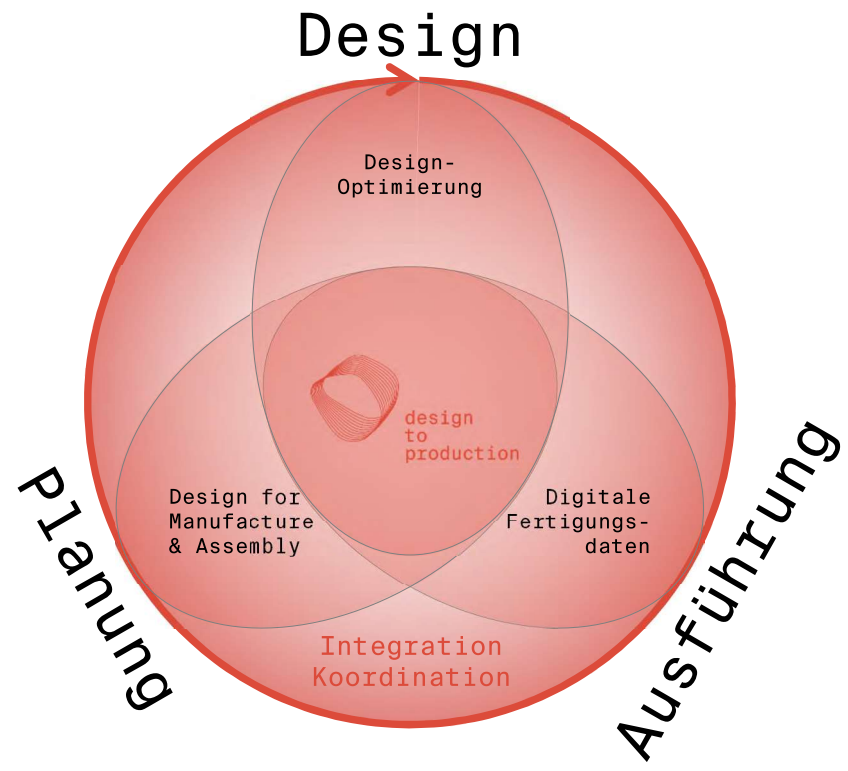 Design
Design-
Optimierung
design
to
production
Design for
Manufacture
& Assembly
Digitale
Fertigungs-
daten
Planung
Ausführung
Integration
Koordination